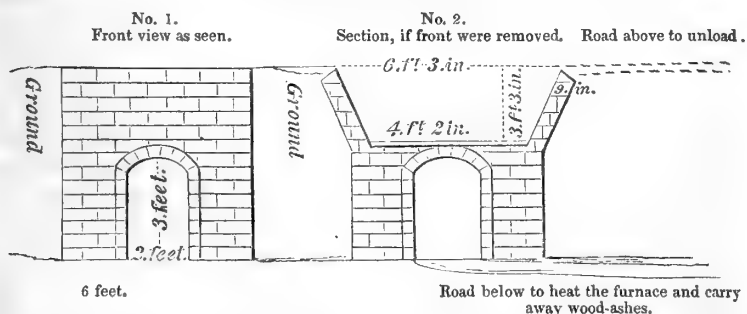 No. 1.
Front view as seen.
No. 2.
Section, if front were removed.
Road above to unload.
Ground
Ground
6.ft 3.in.
3.ft 3 in.
9. in.
4.ft 2 in.
3.feet.
2.feet.
6 feet.
Road below to heat the furnace and carry
away wood-ashes.